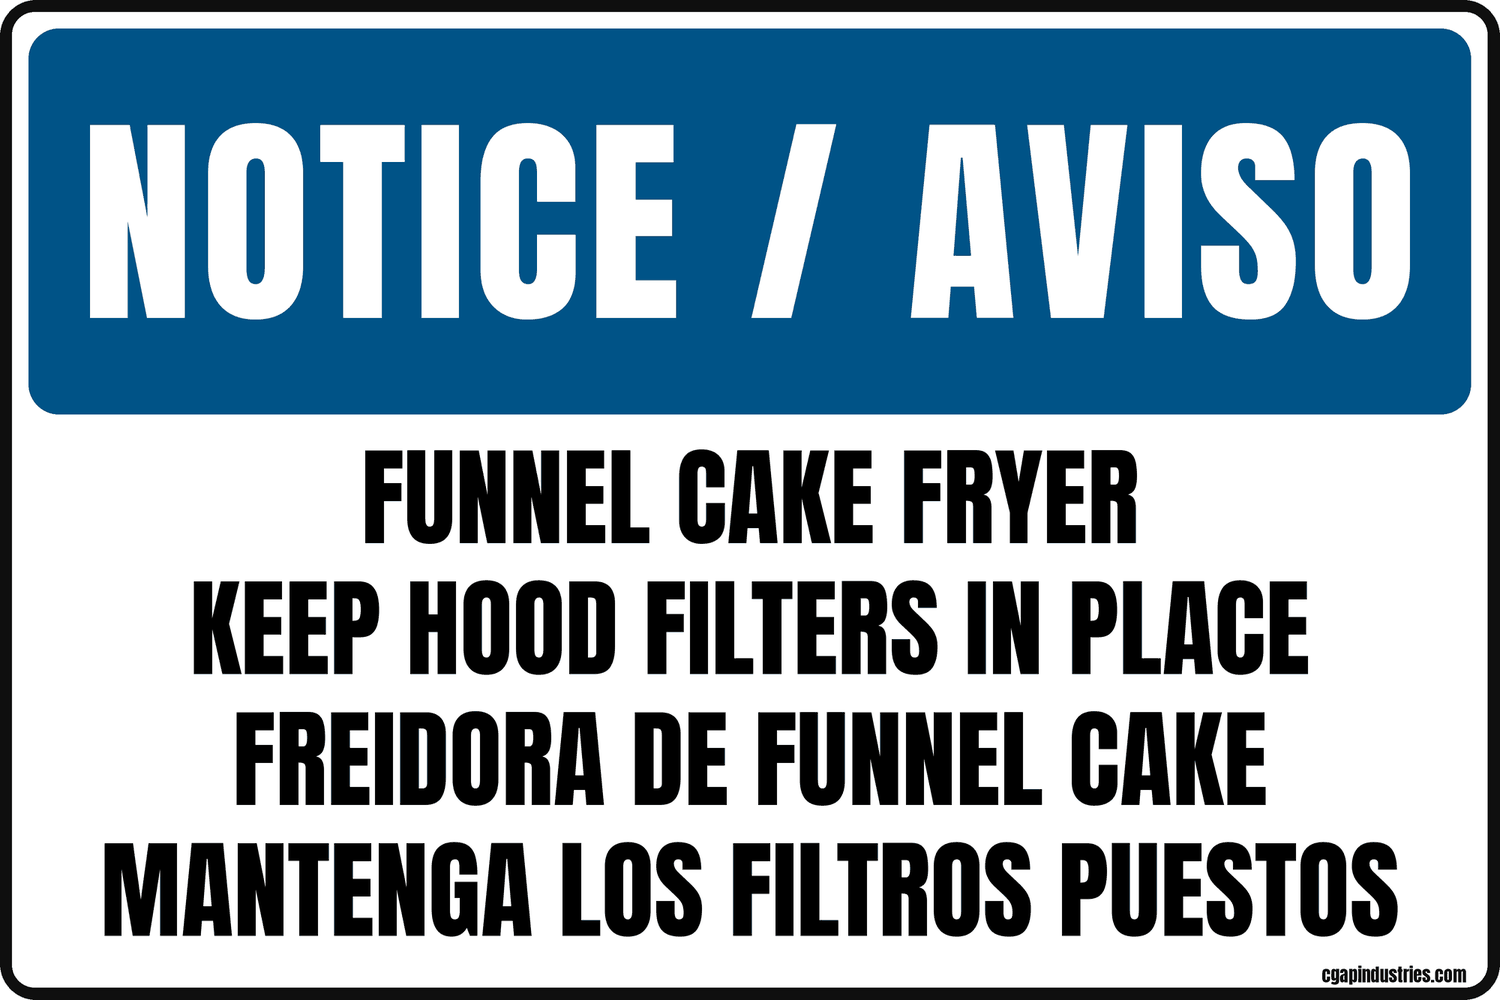 NOTICE / AVISO
FUNNEL CAKE FRYER
KEEP HOOD FILTERS IN PLACE
FREIDORA DE FUNNEL CAKE
MANTENGA LOS FILTROS PUESTOS
cgapindustries.com